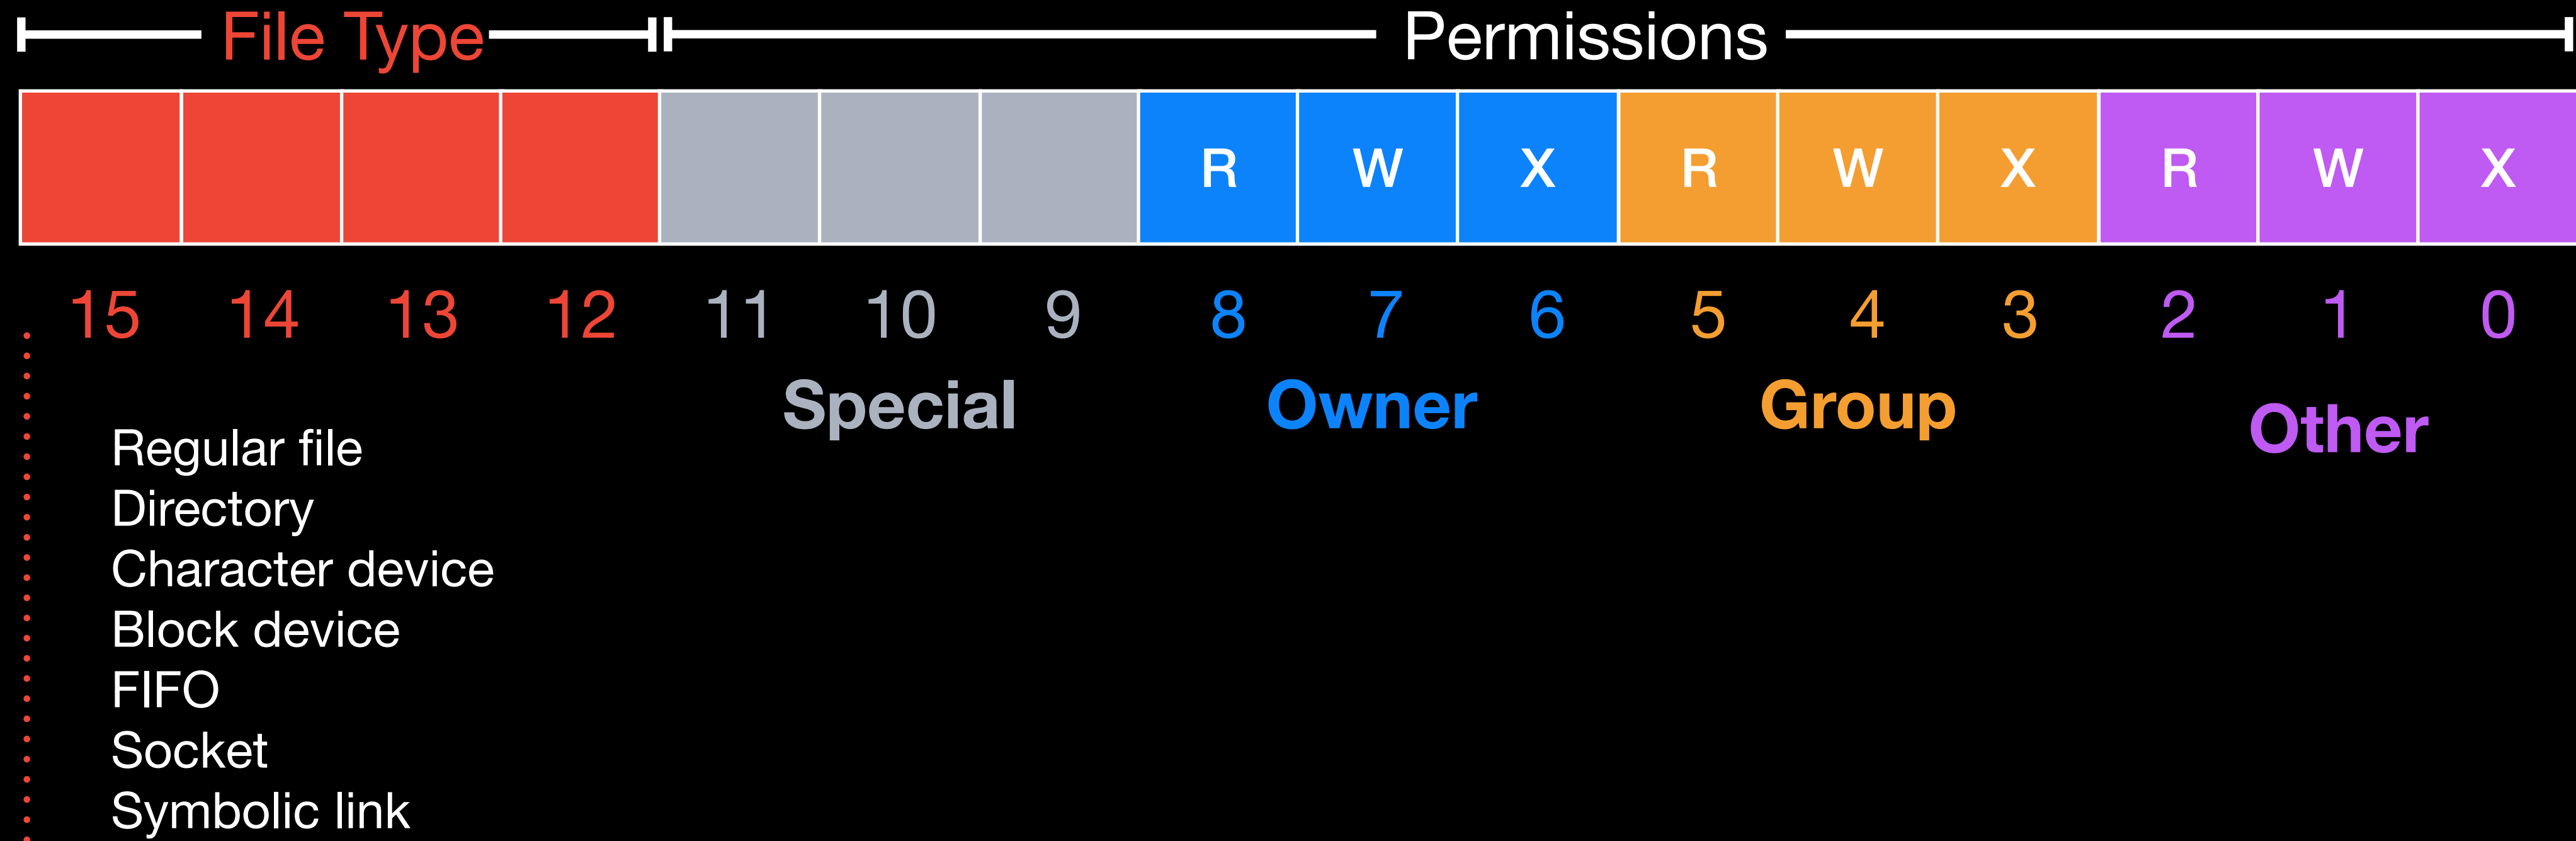 File Type Permissions
R W X R W X R W X
15 14 13 12 11 10 9 8 7 6 5 4 3 2 1 0
Special Owner Group Other
Regular file
Directory
Character device
Block device
FIFO
Socket
Symbolic link